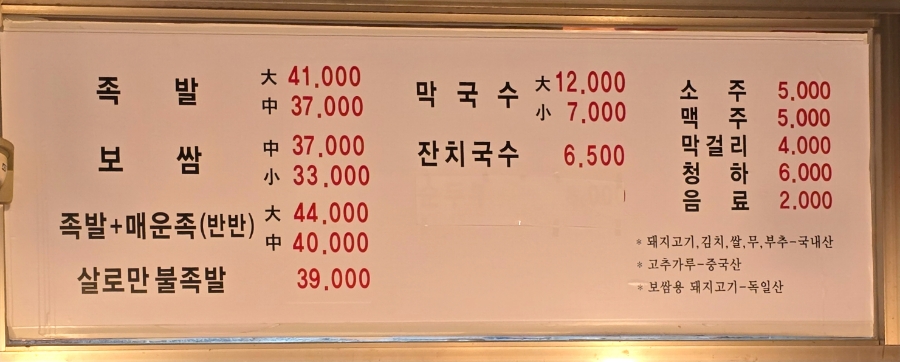 족 발 大 41,000
中 37,000
보 쌈 中 37,000
小 33,000
족발+매운족(반반) 大 44,000
中 40,000
살로만 불족발 39,000
막 국 수 大 12,000
小 7,000
잔치국수 6,500
소 주 5,000
맥 주 5,000
막걸리 4,000
청 하 6,000
음 료 2,000
* 돼지고기,김치,쌀,무,부추-국내산
* 고추가루-중국산
* 보쌈용 돼지고기-독일산